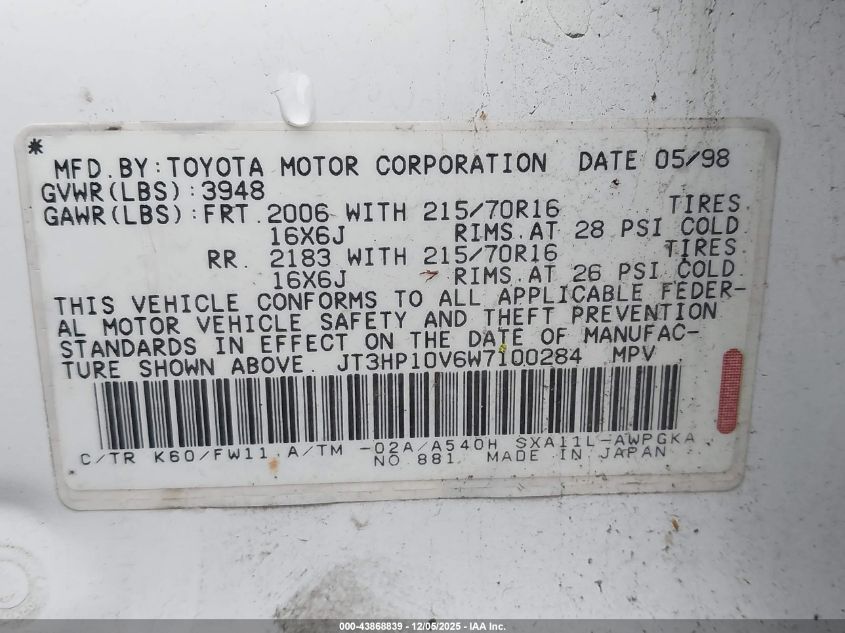 *
MFD. BY: TOYOTA MOTOR CORPORATION DATE 05/98
GVWR(LBS): 3948
GAWR(LBS): FRT. 2006 WITH 215/70R16 TIRES.
16X6J RIMS. AT 28 PSI COLD.
RR. 2183 WITH 215/70R16 TIRES.
16X6J RIMS. AT 26 PSI COLD.
THIS VEHICLE CONFORMS TO ALL APPLICABLE FEDER-
AL MOTOR VEHICLE SAFETY AND THEFT PREVENTION
STANDARDS IN EFFECT ON THE DATE OF MANUFAC-
TURE SHOWN ABOVE. JT3HP10V6W7100284 MPV
C/TR K60/FW11. A/TM -02A/A540H SXA11L-AWPGKA
NO. 881. MADE IN JAPAN
000-43868839 - 12/05/2025 - IAA Inc.